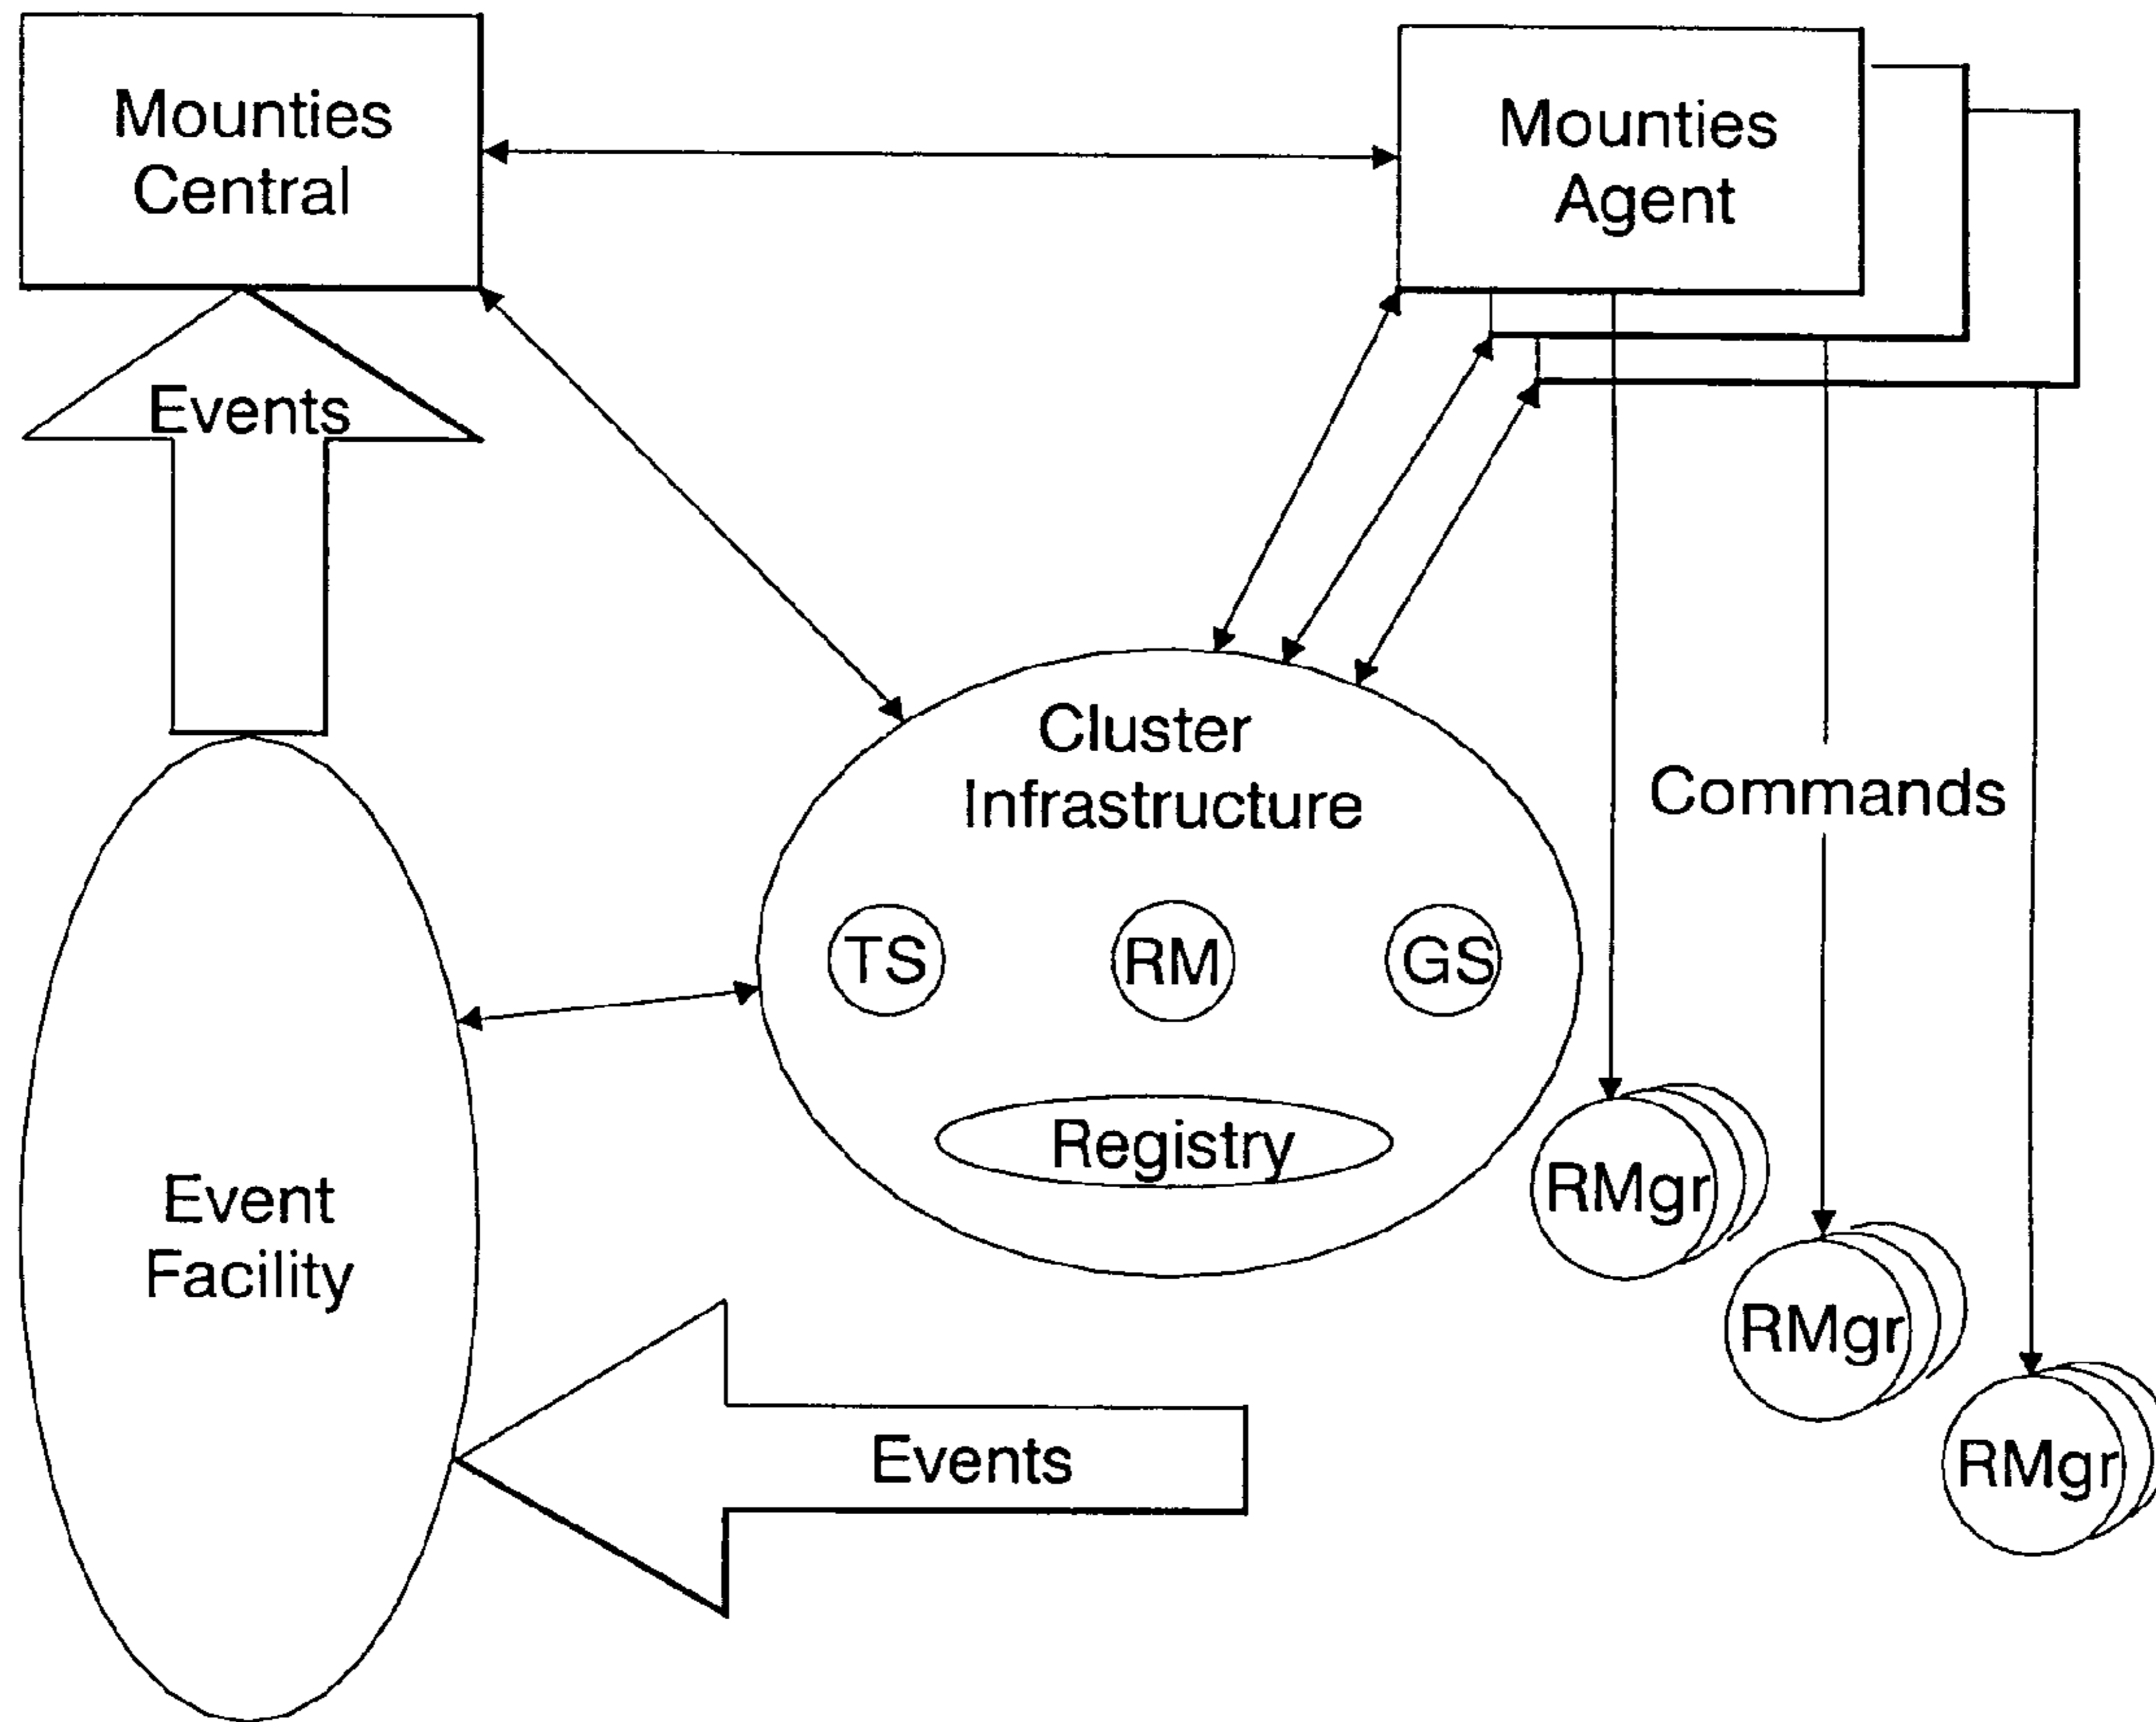 Mounties
Central
Mounties
Agent
Events
Cluster
Infrastructure
Commands
TS
RM
GS
Registry
RMgr
Event
Facility
RMgr
Events
RMgr